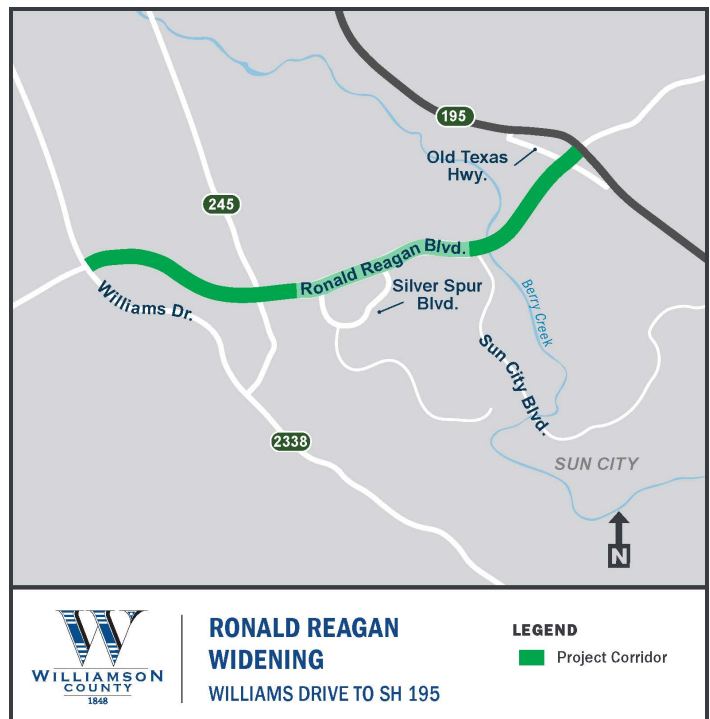 195
Old Texas
Hwy.
245
Ronald Reagan Blvd.
Silver Spur
Blvd.
Williams Dr.
Berry Creek
Sun City Blvd.
2338
SUN CITY
N
W
WILLIAMSON
COUNTY
1848
RONALD REAGAN
WIDENING
WILLIAMS DRIVE TO SH 195
LEGEND
Project Corridor